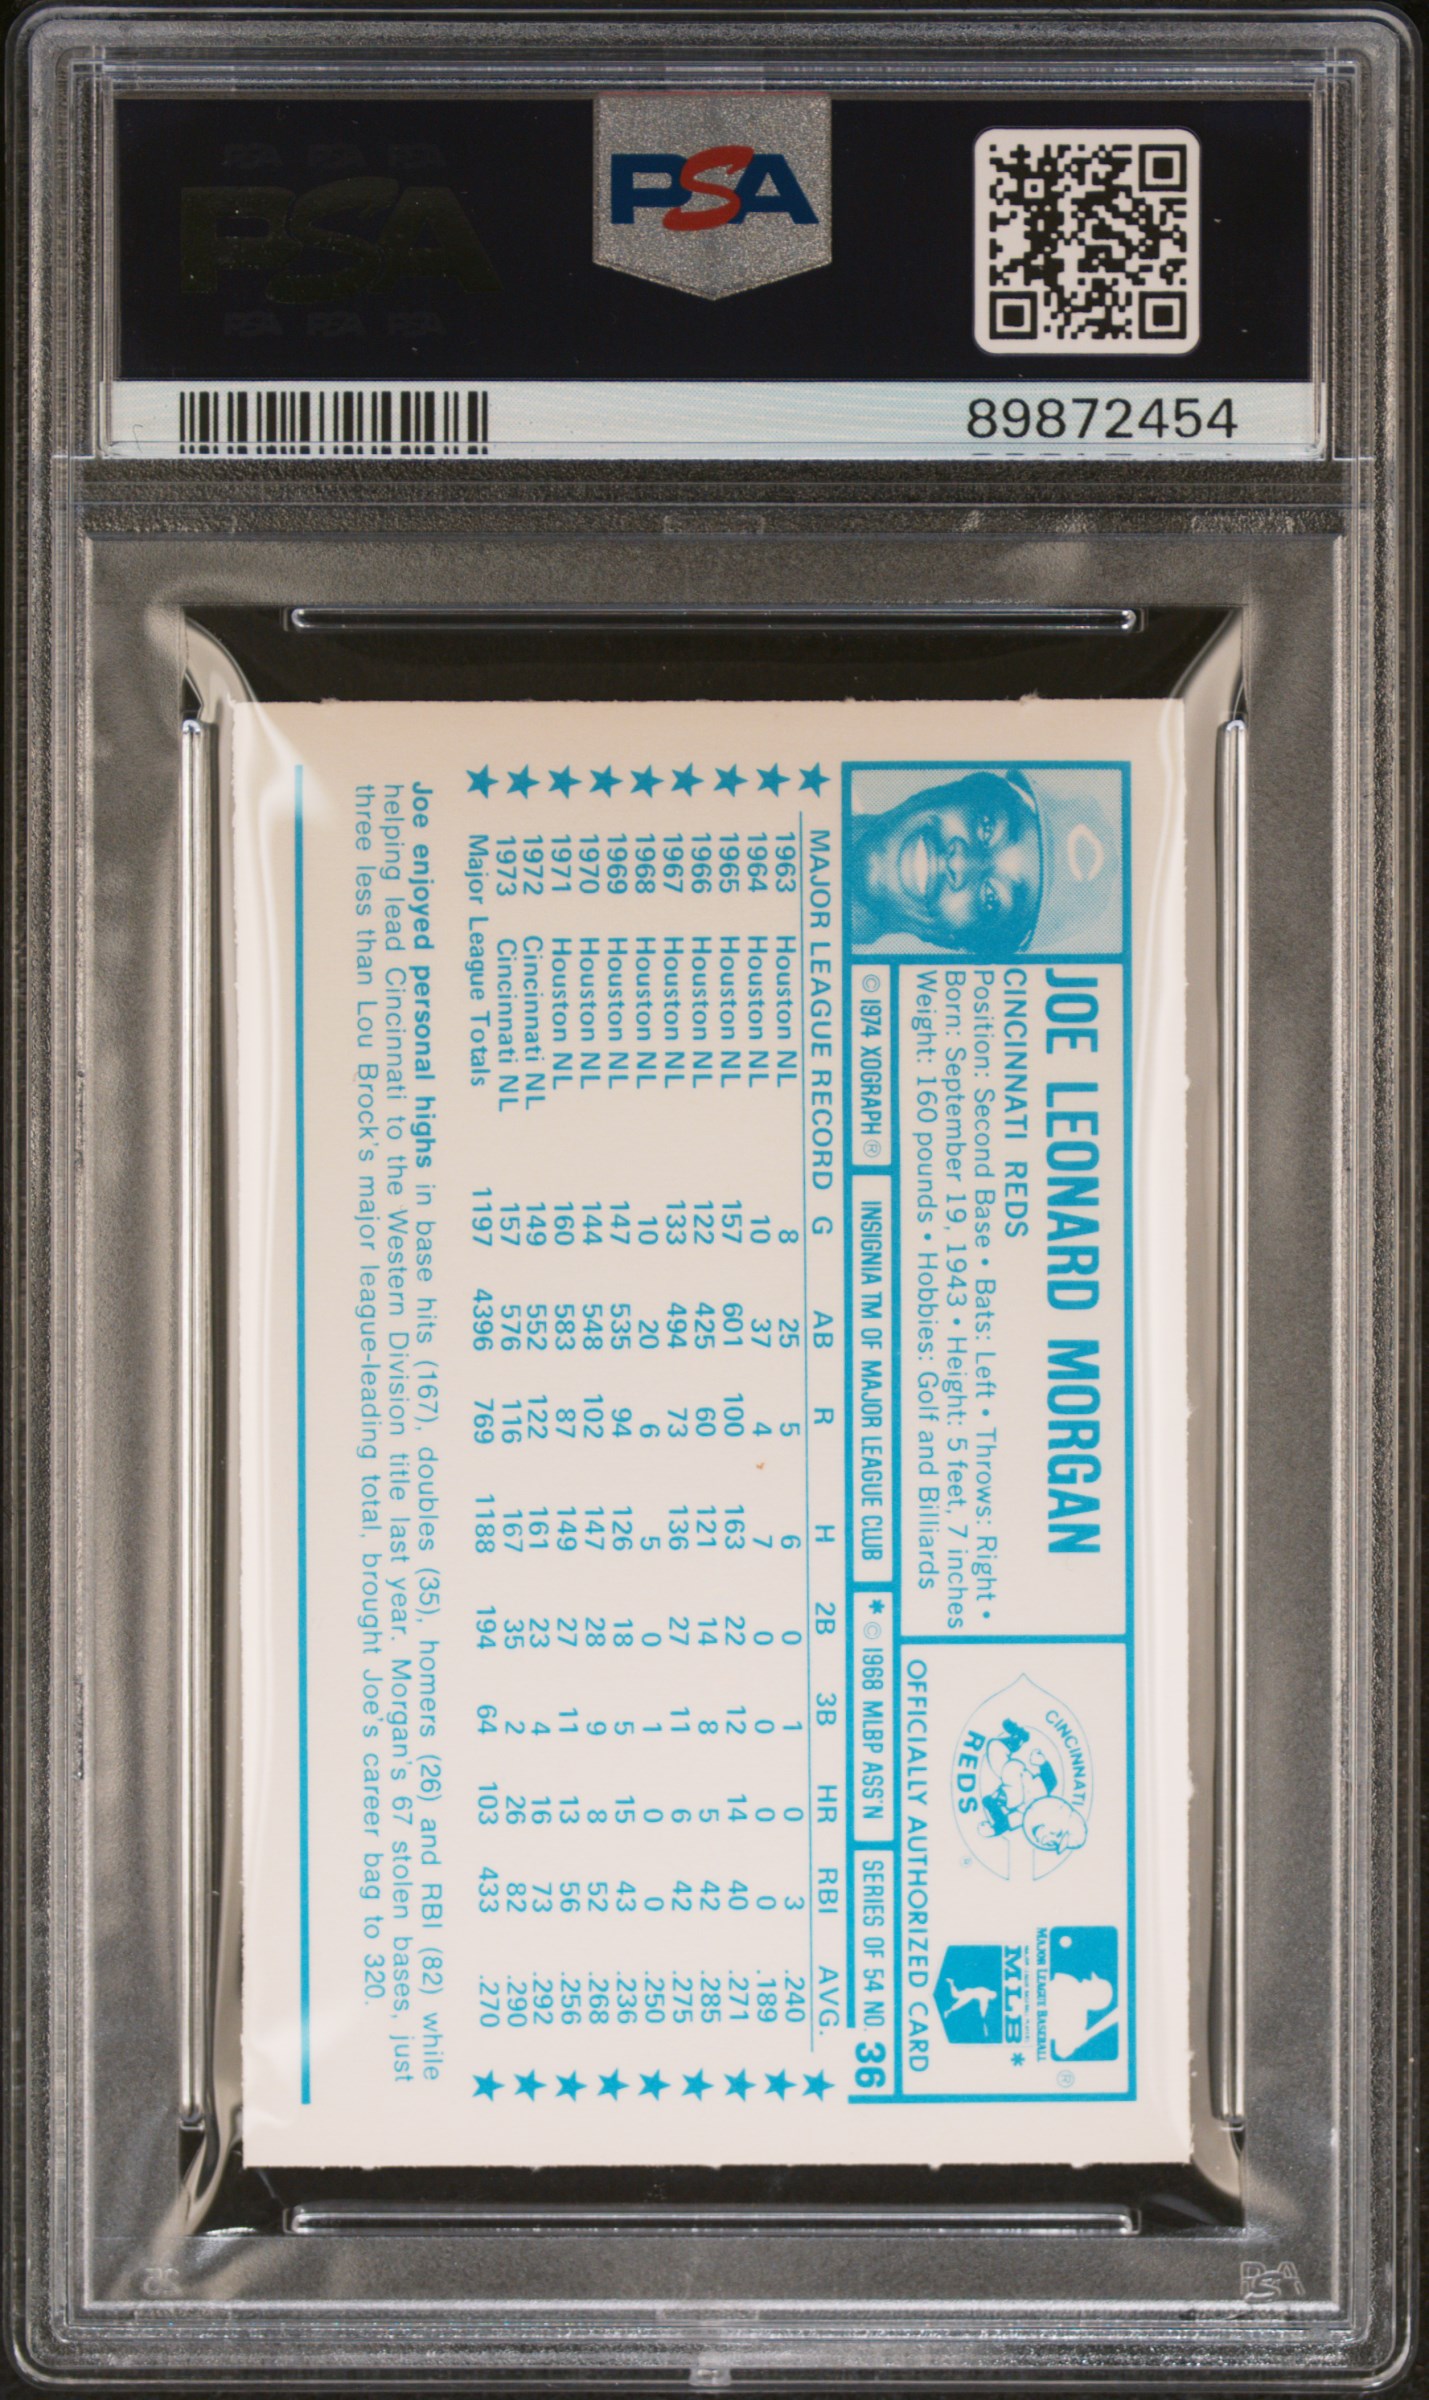 PSA PSA PSA
PSA
PSA PSA PSA
PSA
89872454
JOE LEONARD MORGAN
CINCINNATI REDS
Position: Second Base • Bats: Left • Throws: Right •
Born: September 19, 1943 • Height: 5 feet, 7 inches
Weight: 160 pounds • Hobbies: Golf and Billiards
CINCINNATI
REDS
®
MAJOR LEAGUE BASEBALL
®
MLB *
OFFICIALLY AUTHORIZED CARD
© 1974 XOGRAPH ® INSIGNIA TM OF MAJOR LEAGUE CLUB * © 1968 MLBP ASS'N SERIES OF 54 NO. 36
★ MAJOR LEAGUE RECORD G AB R H 2B 3B HR RBI AVG. ★
1963 Houston NL 8 25 5 6 0 1 0 3 .240
1964 Houston NL 10 37 4 7 0 0 0 0 .189
1965 Houston NL 157 601 100 163 22 12 14 40 .271
1966 Houston NL 122 425 60 121 14 8 5 42 .285
1967 Houston NL 133 494 73 136 27 11 6 42 .275
1968 Houston NL 10 20 6 5 0 1 0 0 .250
1969 Houston NL 147 535 94 126 18 5 15 43 .236
1970 Houston NL 144 548 102 147 28 9 8 52 .268
1971 Houston NL 160 583 87 149 27 11 13 56 .256
1972 Cincinnati NL 149 552 122 161 23 4 16 73 .292
1973 Cincinnati NL 157 576 116 167 35 2 26 82 .290
Major League Totals 1197 4396 769 1188 194 64 103 433 .270
Joe enjoyed personal highs in base hits (167), doubles (35), homers (26) and RBI (82) while
helping lead Cincinnati to the Western Division title last year. Morgan's 67 stolen bases, just
three less than Lou Brock's major league-leading total, brought Joe's career bag to 320.
PSA